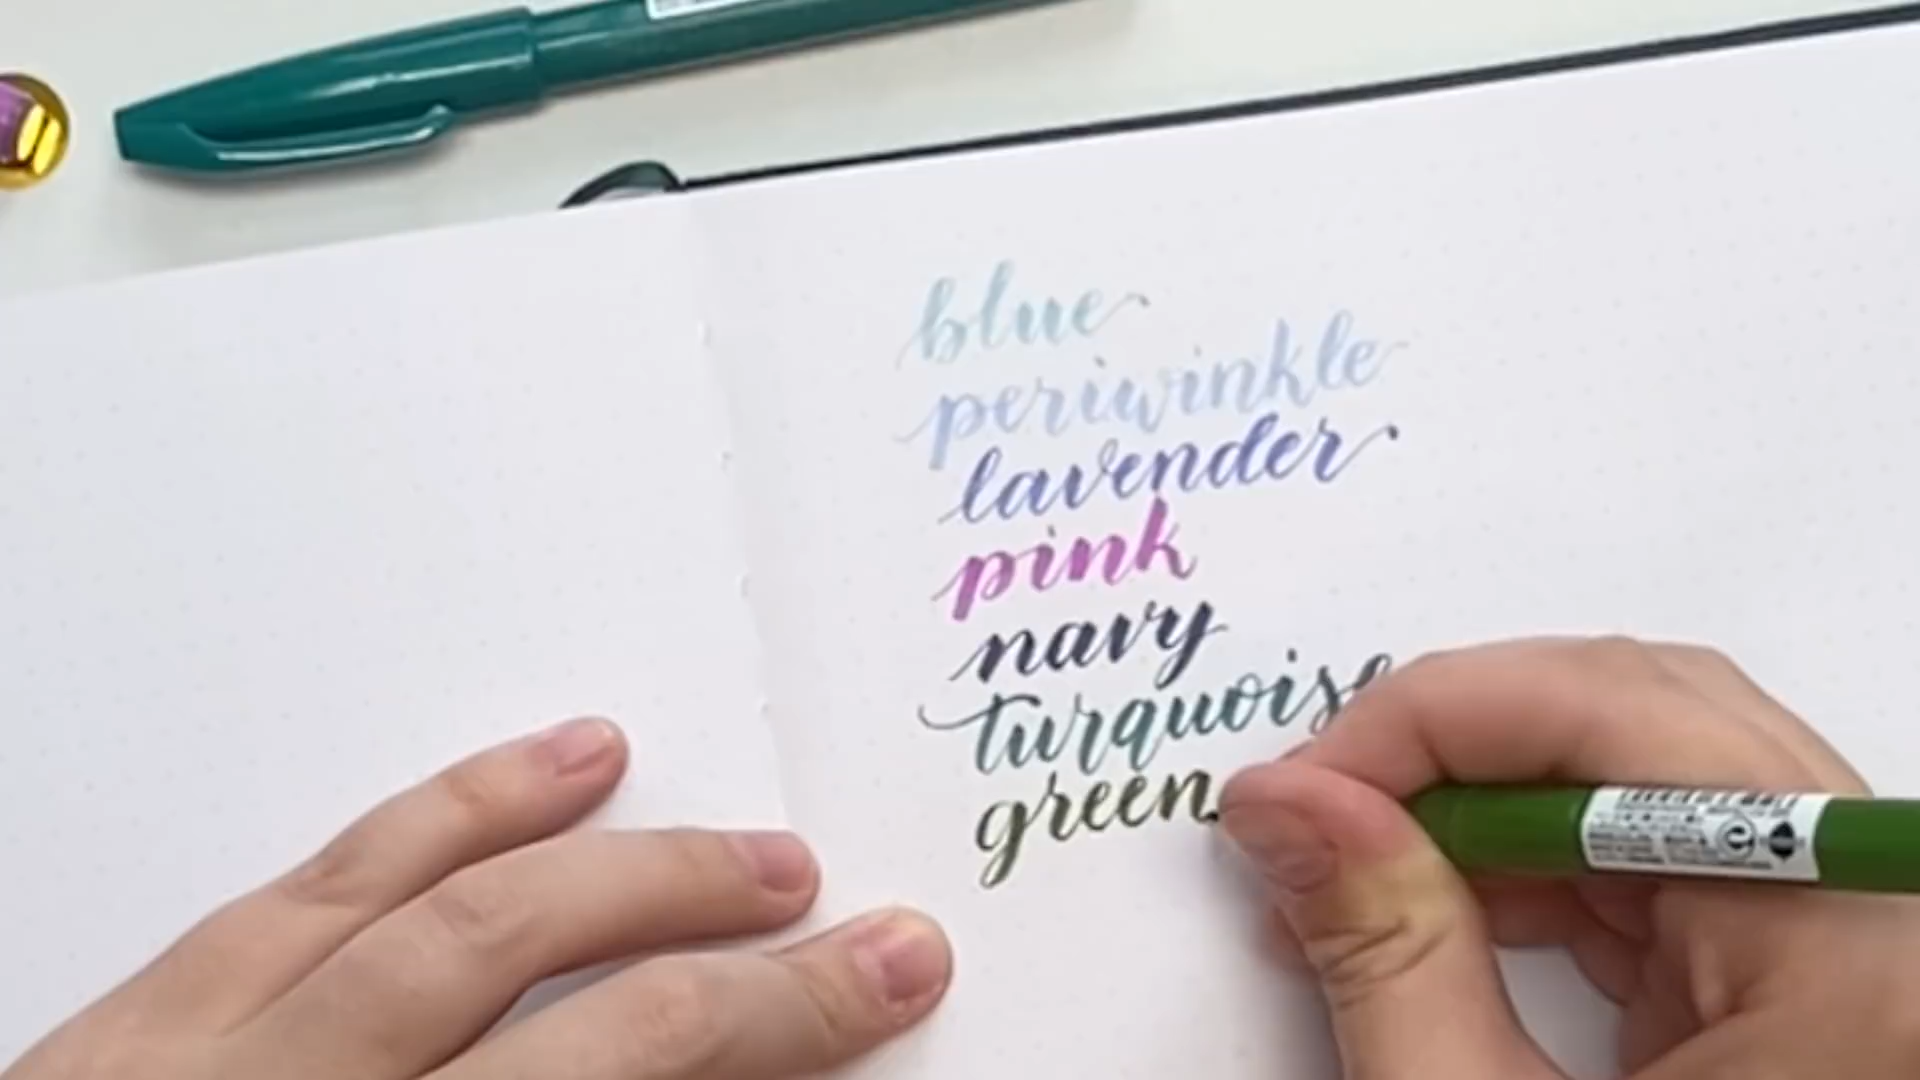 blue
periwinkle
lavender
pink
navy
turquoise
green